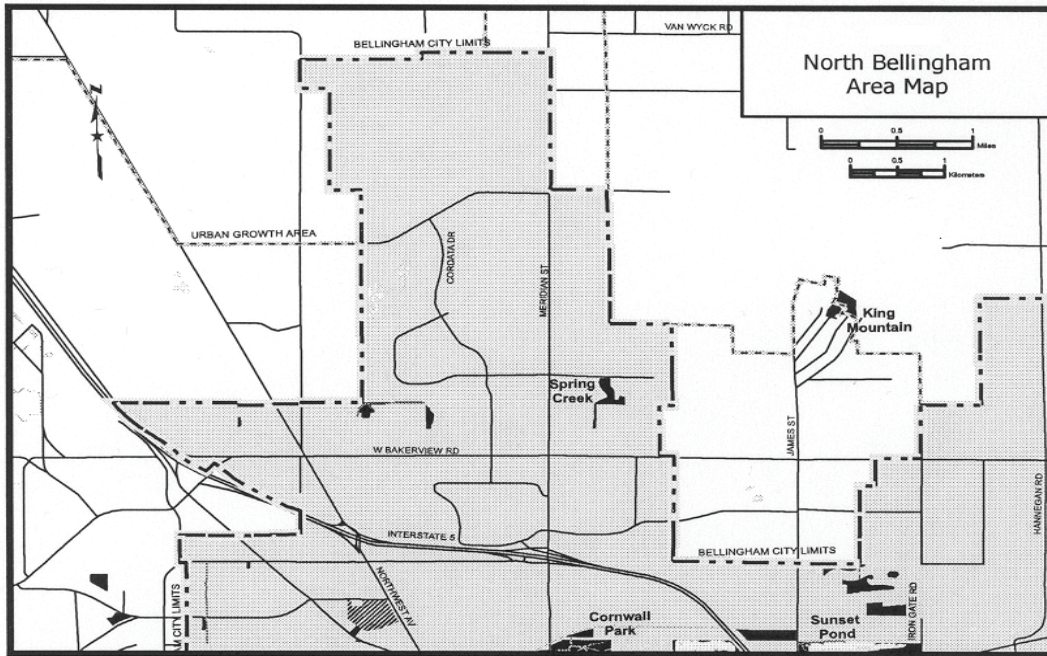 VAN WYCK RD
BELLINGHAM CITY LIMITS
North Bellingham
Area Map
N
0 0.5 1
Miles
0 0.5 1
Kilometers
URBAN GROWTH AREA
CORDATA DR
MERIDIAN ST
King
Mountain
Spring
Creek
JAMES ST
W BAKERVIEW RD
HANNEGAN RD
INTERSTATE 5
BELLINGHAM CITY LIMITS
NORTHWEST AV
AM CITY LIMITS
Cornwall
Park
Sunset
Pond
IRON GATE RD